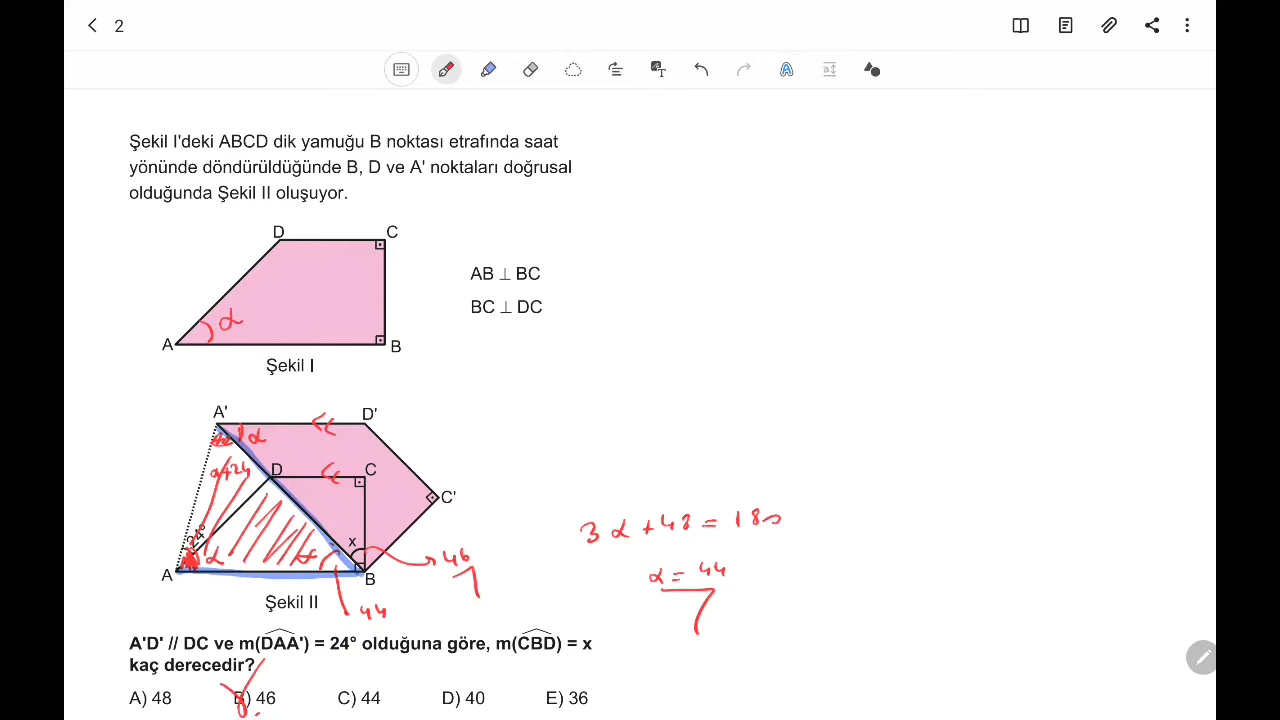 2
Şekil I'deki ABCD dik yamuğu B noktası etrafında saat
yönünde döndürüldüğünde B, D ve A' noktaları doğrusal
olduğunda Şekil II oluşuyor.
D C
AB ⊥ BC
BC ⊥ DC
α
A B
Şekil I
A' D'
α
α+24
D C
C'
24°
α α x
46
A B
44
Şekil II
3α+48=180
α=44
A'D' // DC ve m(DAA') = 24° olduğuna göre, m(CBD) = x
kaç derecedir?
A) 48 B) 46 C) 44 D) 40 E) 36